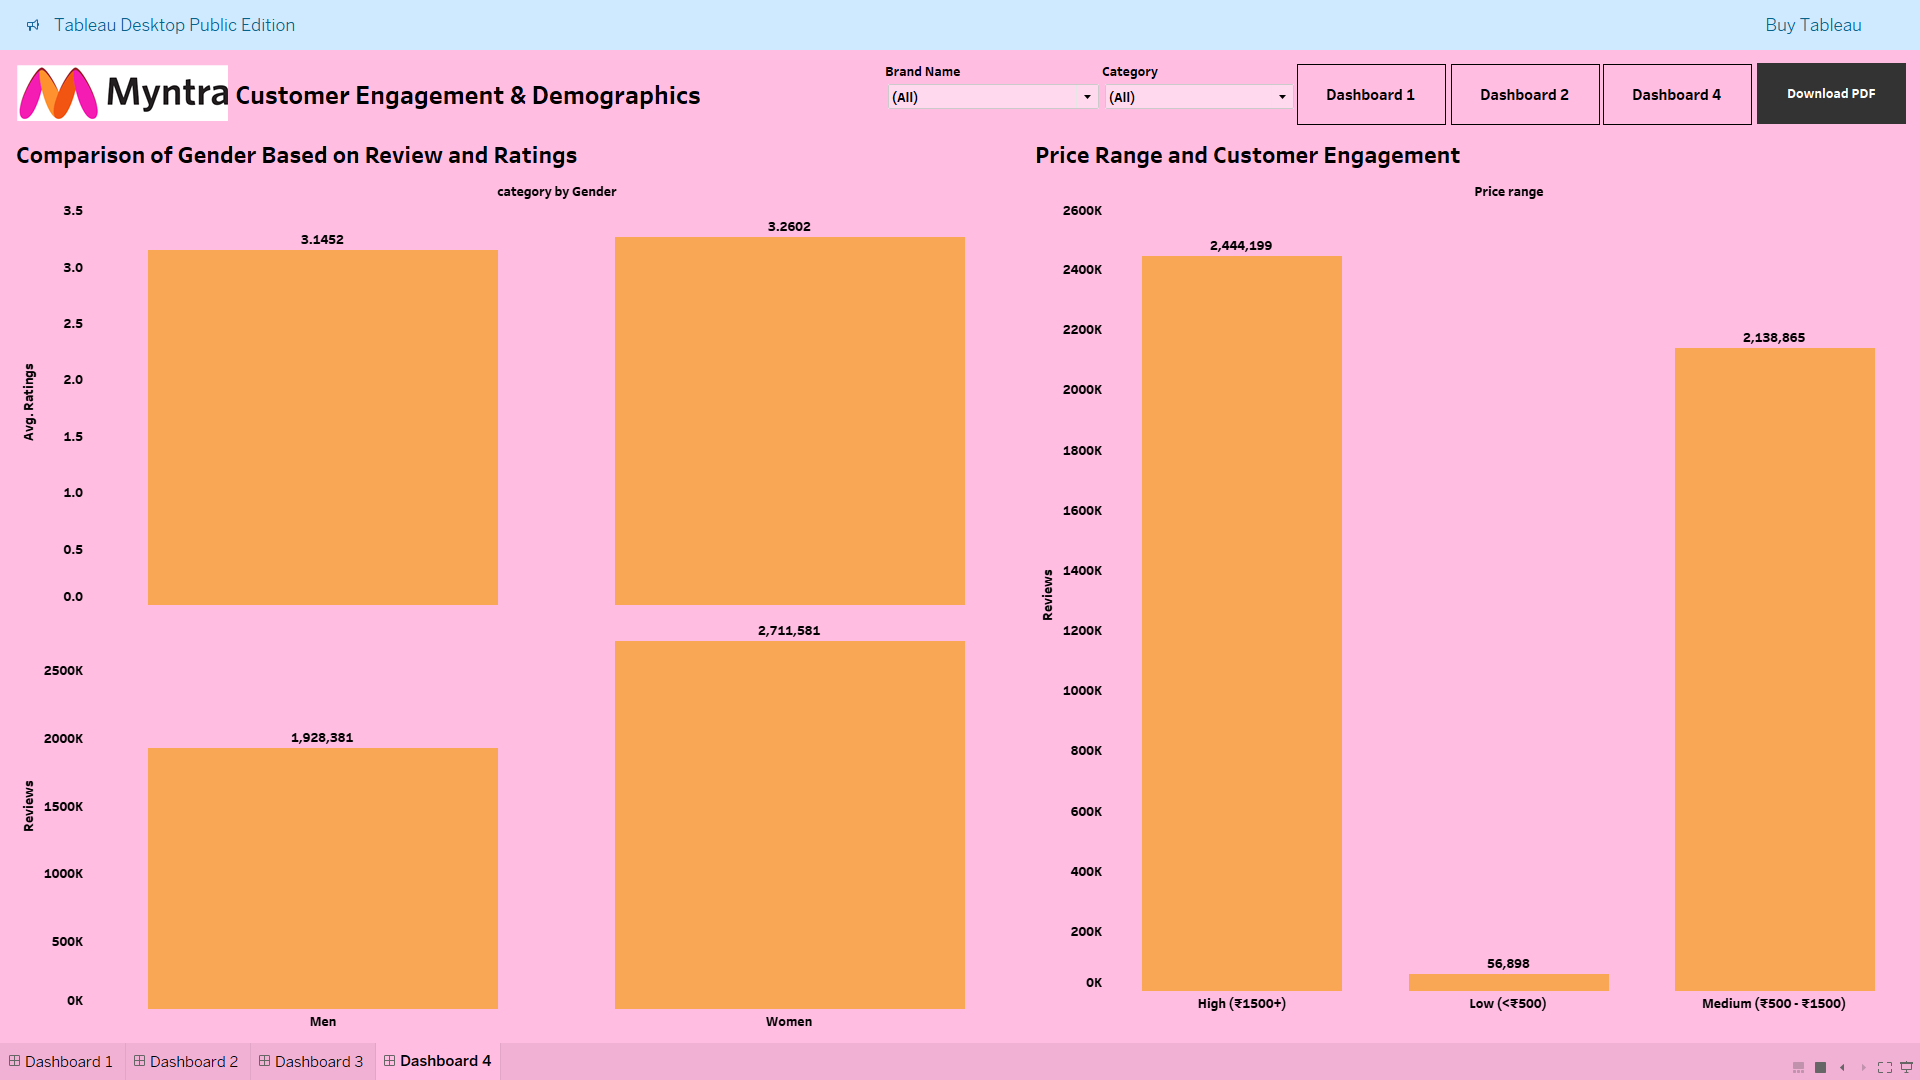 Tableau Desktop Public Edition
Buy Tableau
Myntra
Customer Engagement & Demographics
Brand Name
(All)
Category
(All)
Dashboard 1
Dashboard 2
Dashboard 4
Download PDF
Comparison of Gender Based on Review and Ratings
category by Gender
Avg. Ratings
3.5
3.0
2.5
2.0
1.5
1.0
0.5
0.0
3.1452
3.2602
Reviews
2500K
2000K
1500K
1000K
500K
0K
1,928,381
2,711,581
Men
Women
Price Range and Customer Engagement
Price range
Reviews
2600K
2400K
2200K
2000K
1800K
1600K
1400K
1200K
1000K
800K
600K
400K
200K
0K
2,444,199
56,898
2,138,865
High (₹1500+)
Low (<₹500)
Medium (₹500 - ₹1500)
Dashboard 1
Dashboard 2
Dashboard 3
Dashboard 4